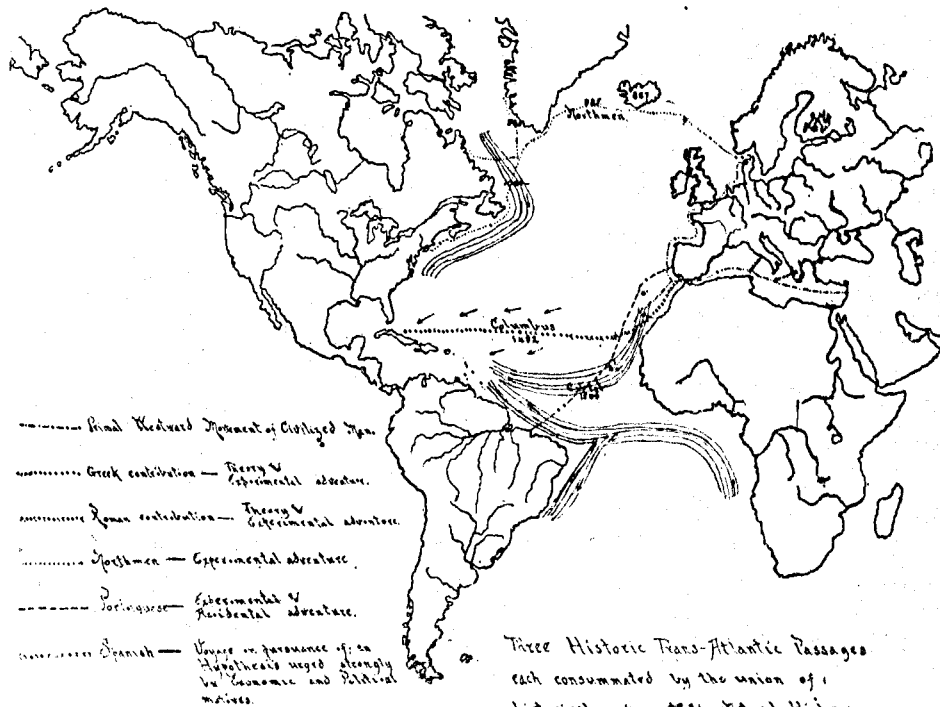 867
Northmen
Columbus
1492
Primal Westward Movement of Civilized Man.
Greek contribution — Theory &
Experimental adventure.
Roman contribution — Theory &
Experimental adventure.
Northmen — Experimental adventure.
Portuguese — Experimental &
Accidental adventure.
Spanish — Voyage in pursuance of an
Hypothesis urged strongly
by Economic and Political
motives.
Three Historic Trans-Atlantic Passages
each consummated by the union of